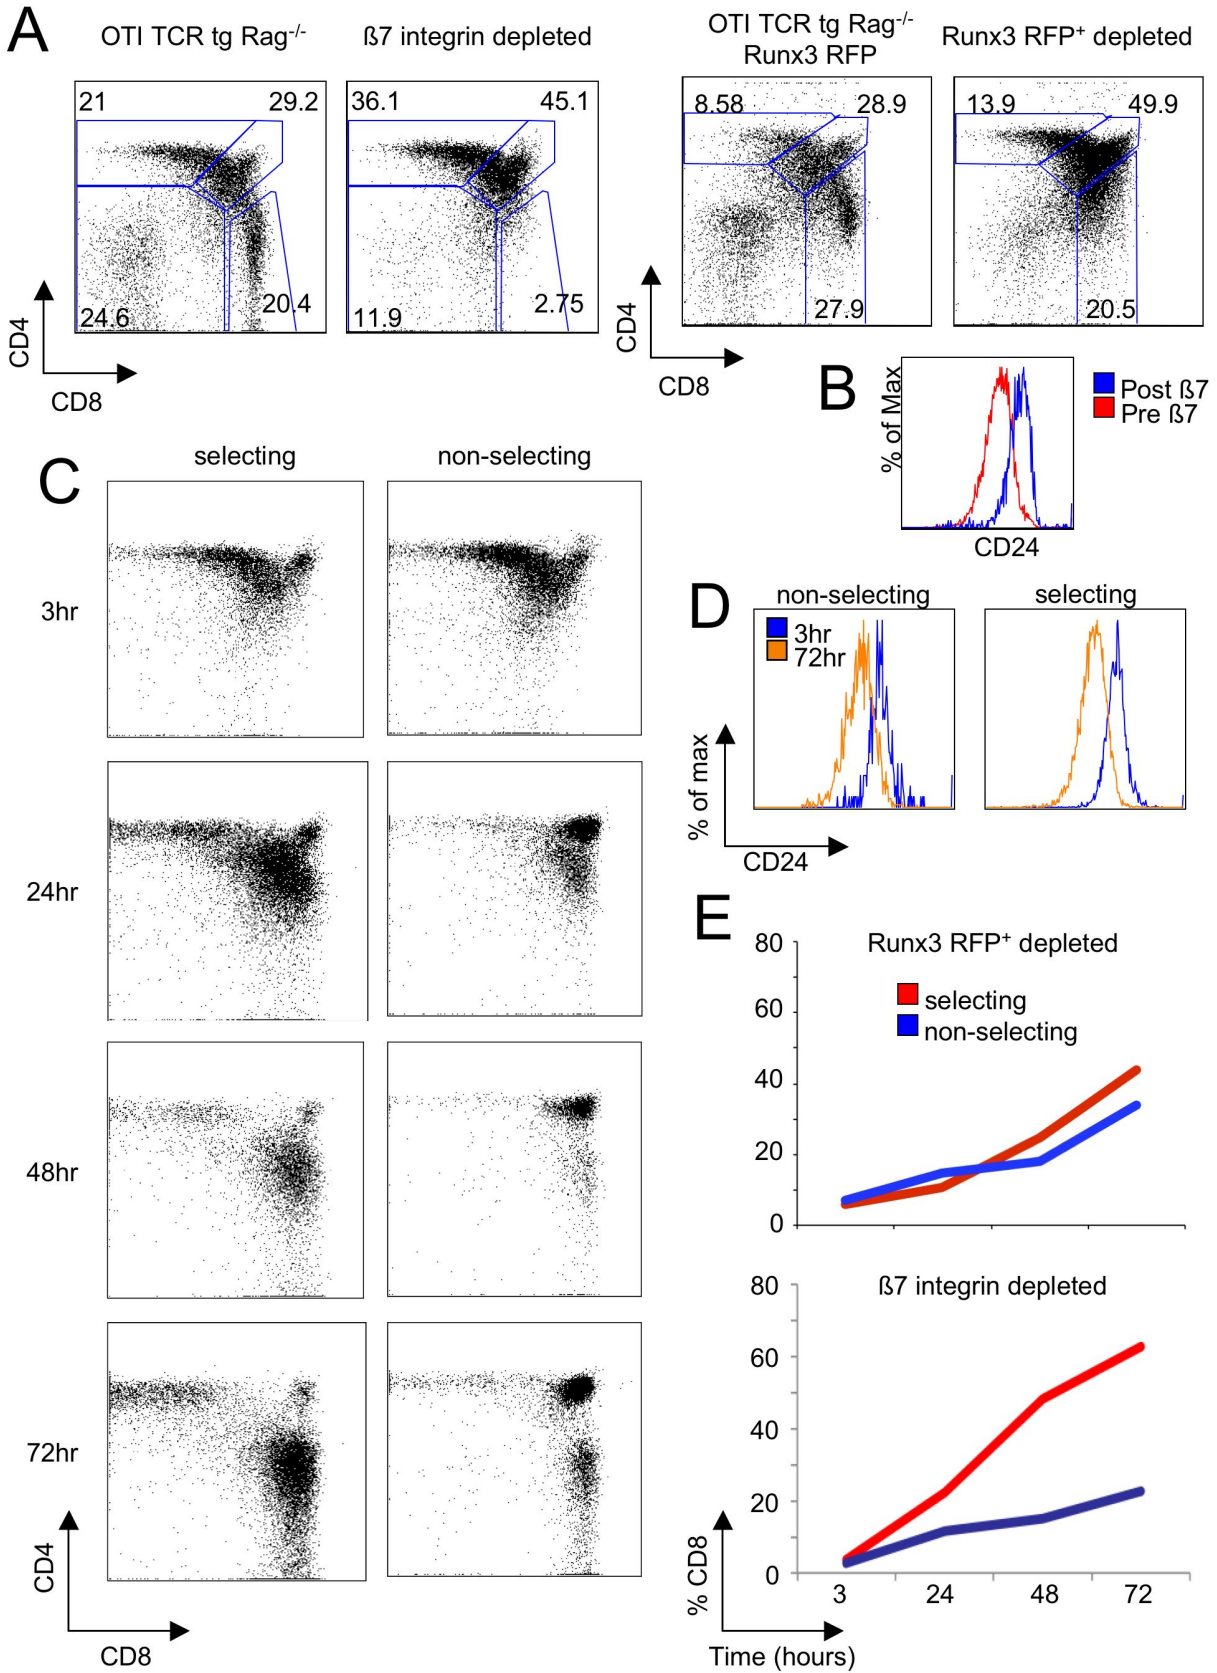 A
OTI TCR tg Rag-/-
ß7 integrin depleted
OTI TCR tg Rag-/-
Runx3 RFP
Runx3 RFP+ depleted
21
29.2
24.6
20.4
36.1
45.1
11.9
2.75
8.58
28.9
27.9
13.9
49.9
20.5
CD4
CD8
CD4
CD8
B
% of Max
CD24
Post ß7
Pre ß7
C
selecting
non-selecting
3hr
24hr
48hr
72hr
CD4
CD8
D
non-selecting
selecting
3hr
72hr
% of max
CD24
E
Runx3 RFP+ depleted
selecting
non-selecting
80
60
40
20
0
ß7 integrin depleted
80
60
40
20
0
3
24
48
72
% CD8
Time (hours)